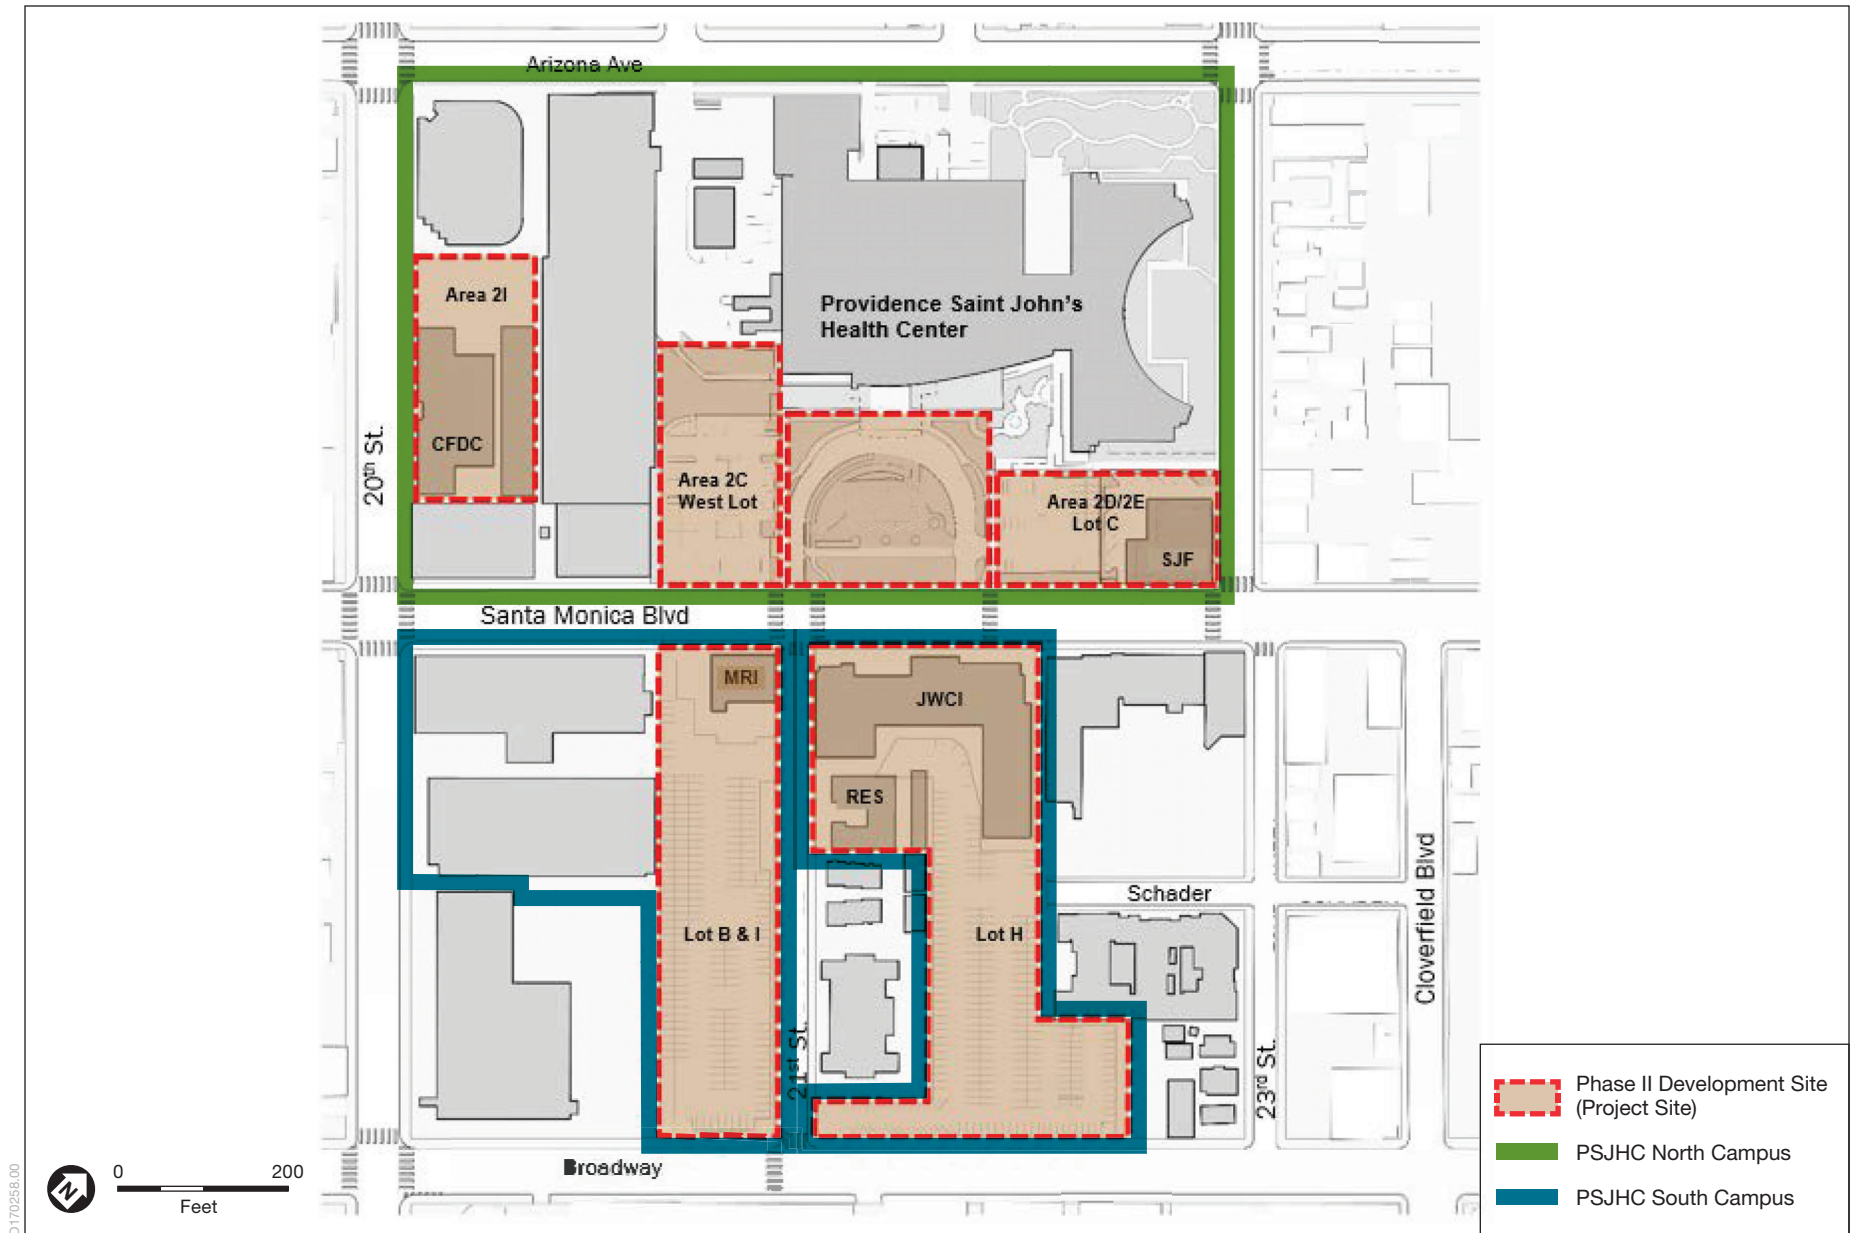 Arizona Ave
Area 2I
Providence Saint John's
Health Center
20th St.
CFDC
Area 2C
West Lot
Area 2D/2E
Lot C
SJF
Santa Monica Blvd
MRI
JWCI
RES
Schader
Cloverfield Blvd
Lot B & I
Lot H
21st St.
23rd St.
Broadway
N
0
200
Feet
Phase II Development Site
(Project Site)
PSJHC North Campus
PSJHC South Campus
D170258.00